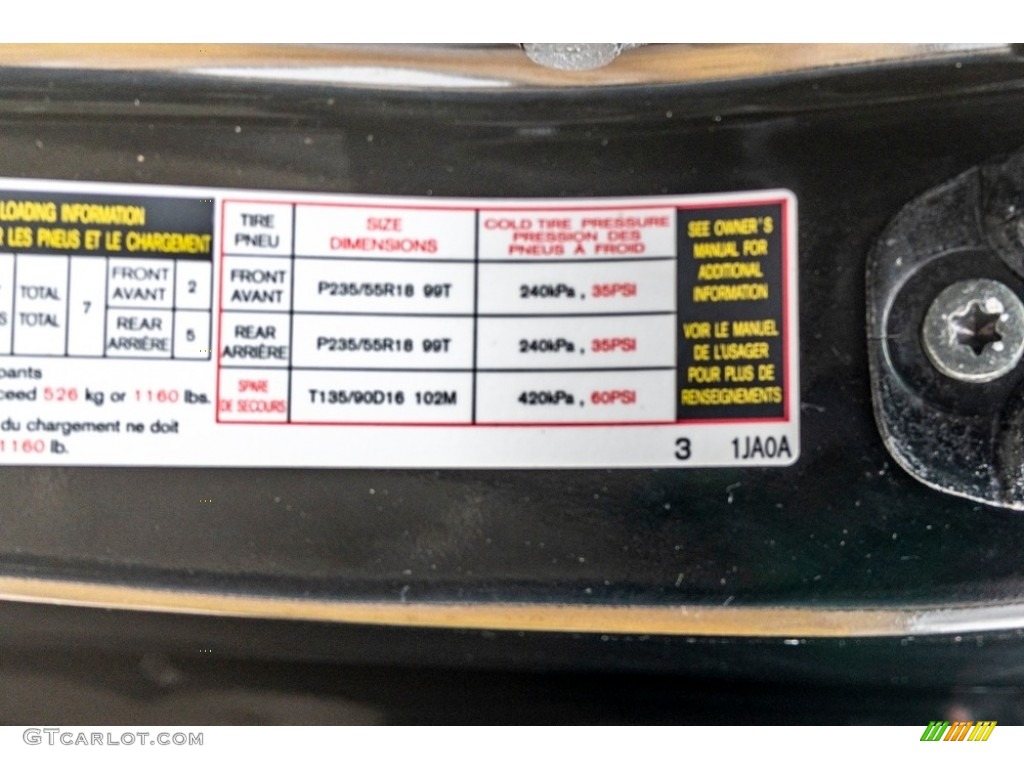 LOADING INFORMATION
R LES PNEUS ET LE CHARGEMENT
TOTAL
TOTAL
7
FRONT
AVANT
2
REAR
ARRIÈRE
5
pants
ceed 526 kg or 1160 lbs.
du chargement ne doit
1160 lb.
TIRE
PNEU
SIZE
DIMENSIONS
COLD TIRE PRESSURE
PRESSION DES
PNEUS À FROID
FRONT
AVANT
P235/55R18 99T
240kPa , 35PSI
REAR
ARRIÈRE
P235/55R18 99T
240kPa , 35PSI
SPARE
DE SECOURS
T135/90D16 102M
420kPa , 60PSI
SEE OWNER'S
MANUAL FOR
ADDITIONAL
INFORMATION
VOIR LE MANUEL
DE L'USAGER
POUR PLUS DE
RENSEIGNEMENTS
3 1JA0A
GTCARLOT.COM